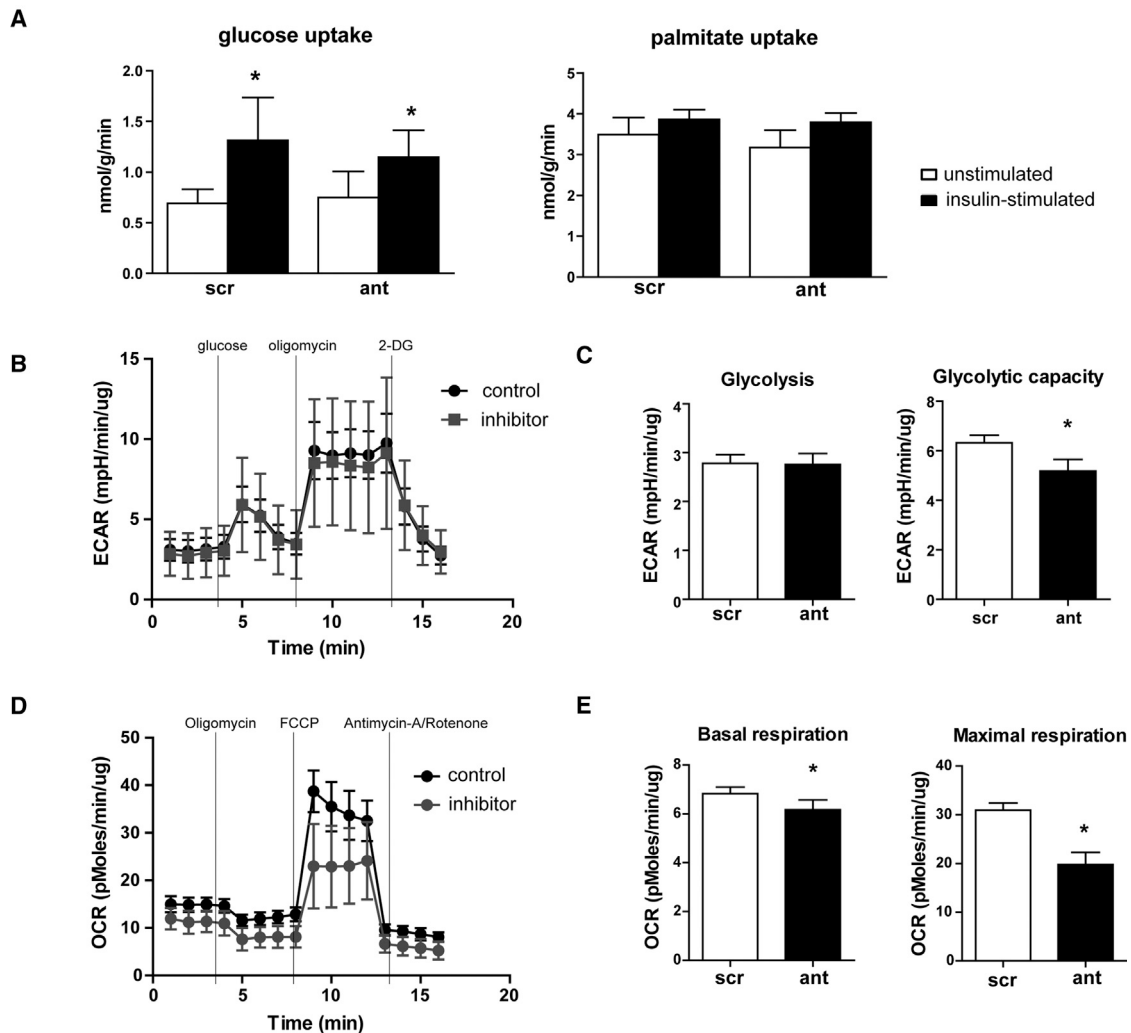 A
glucose uptake
nmol/g/min
2.0
1.5
1.0
0.5
0.0
*
*
scr
ant
palmitate uptake
nmol/g/min
5
4
3
2
1
0
scr
ant
unstimulated
insulin-stimulated
B
glucose
oligomycin
2-DG
ECAR (mpH/min/ug)
15
10
5
0
0
5
10
15
20
Time (min)
control
inhibitor
C
Glycolysis
ECAR (mpH/min/ug)
4
3
2
1
0
scr
ant
Glycolytic capacity
ECAR (mpH/min/ug)
8
6
4
2
0
*
scr
ant
D
Oligomycin
FCCP
Antimycin-A/Rotenone
OCR (pMoles/min/ug)
50
40
30
20
10
0
0
5
10
15
20
Time (min)
control
inhibitor
E
Basal respiration
OCR (pMoles/min/ug)
8
6
4
2
0
*
scr
ant
Maximal respiration
OCR (pMoles/min/ug)
40
30
20
10
0
*
scr
ant